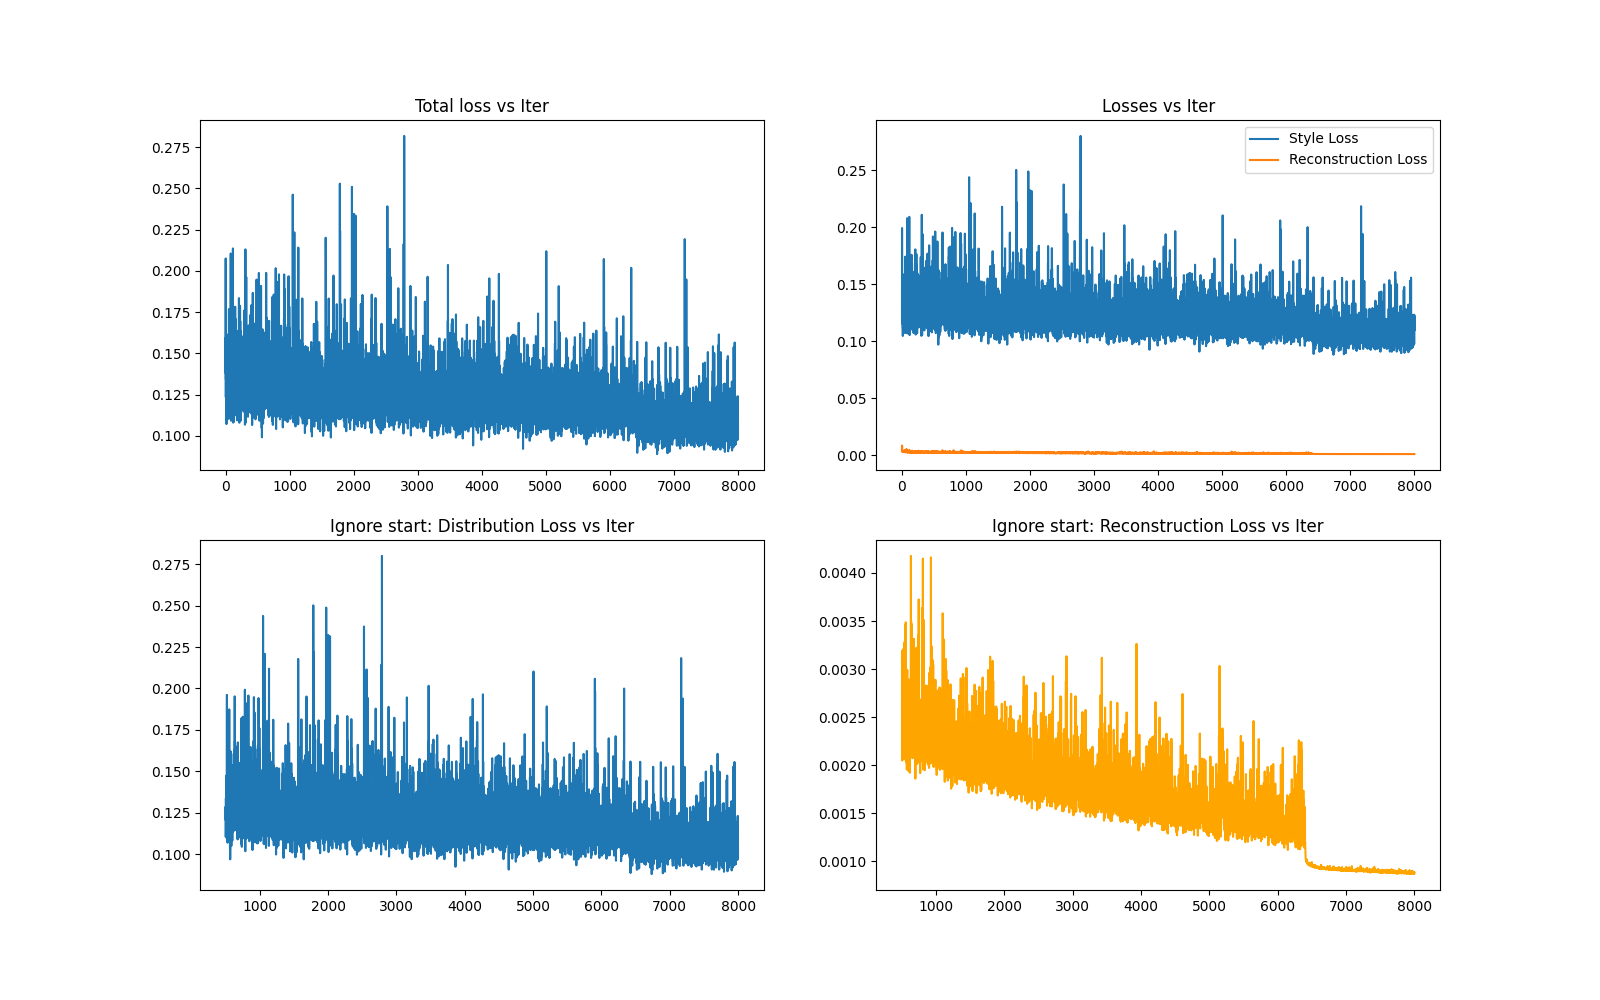 Total loss vs Iter
0.275
0.250
0.225
0.200
0.175
0.150
0.125
0.100
0 1000 2000 3000 4000 5000 6000 7000 8000
Losses vs Iter
Style Loss
Reconstruction Loss
0.25
0.20
0.15
0.10
0.05
0.00
0 1000 2000 3000 4000 5000 6000 7000 8000
Ignore start: Distribution Loss vs Iter
0.275
0.250
0.225
0.200
0.175
0.150
0.125
0.100
1000 2000 3000 4000 5000 6000 7000 8000
Ignore start: Reconstruction Loss vs Iter
0.0040
0.0035
0.0030
0.0025
0.0020
0.0015
0.0010
1000 2000 3000 4000 5000 6000 7000 8000